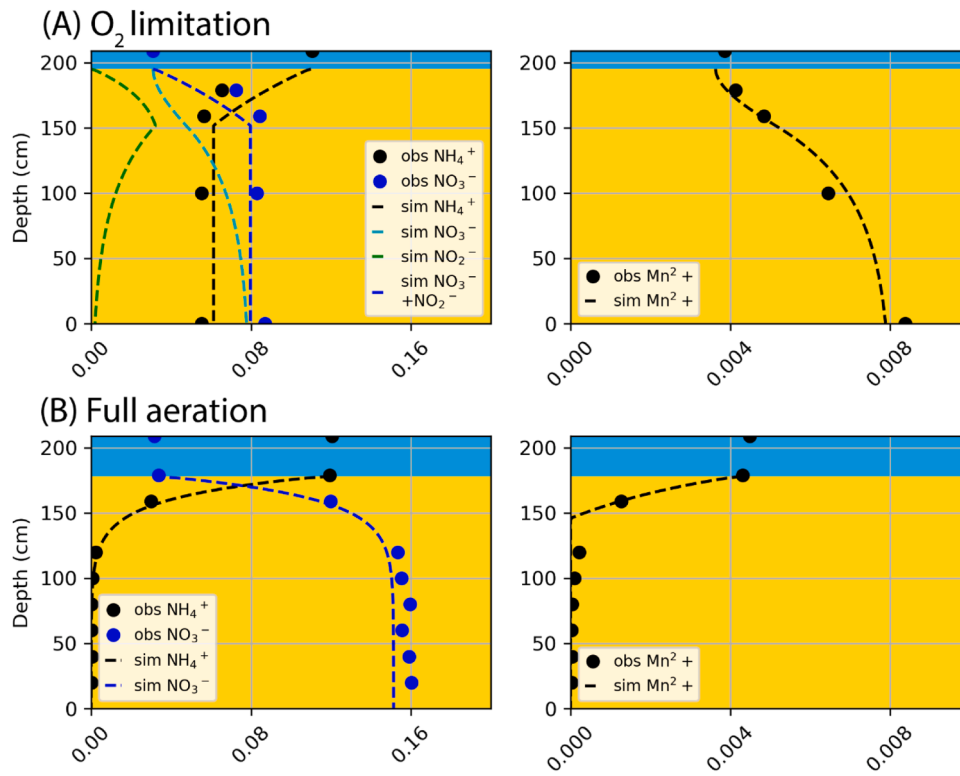 (A) O₂ limitation
Depth (cm)
200
150
100
50
0
0.00
0.08
0.16
obs NH₄⁺
obs NO₃⁻
sim NH₄⁺
sim NO₃⁻
sim NO₂⁻
sim NO₃⁻
+NO₂⁻
0.000
0.004
0.008
obs Mn²+
sim Mn²+
(B) Full aeration
Depth (cm)
200
150
100
50
0
0.00
0.08
0.16
obs NH₄⁺
obs NO₃⁻
sim NH₄⁺
sim NO₃⁻
0.000
0.004
0.008
obs Mn²+
sim Mn²+